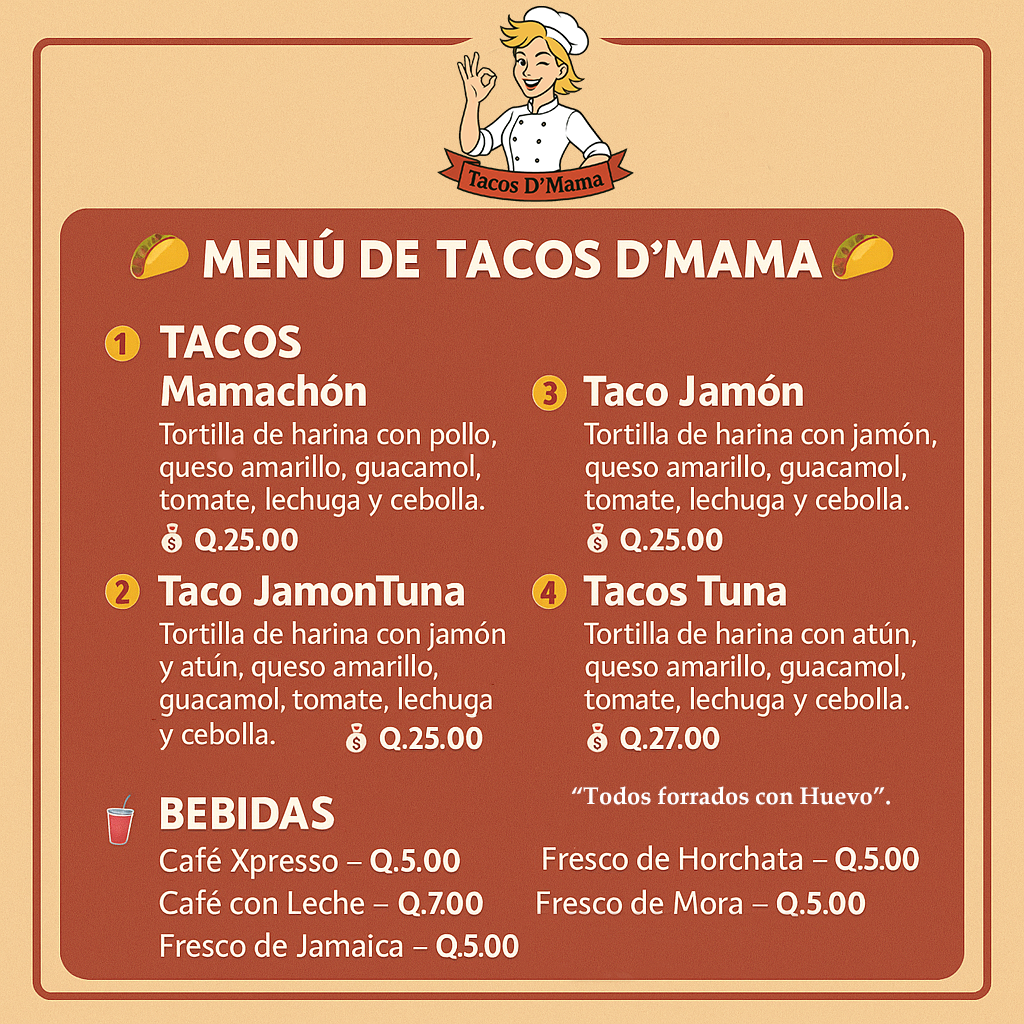 Tacos D’Mama
MENÚ DE TACOS D’MAMA
1 TACOS
Mamachón
Tortilla de harina con pollo,
queso amarillo, guacamol,
tomate, lechuga y cebolla.
$ Q.25.00
2 Taco JamonTuna
Tortilla de harina con jamón
y atún, queso amarillo,
guacamol, tomate, lechuga
y cebolla. $ Q.25.00
3 Taco Jamón
Tortilla de harina con jamón,
queso amarillo, guacamol,
tomate, lechuga y cebolla.
$ Q.25.00
4 Tacos Tuna
Tortilla de harina con atún,
queso amarillo, guacamol,
tomate, lechuga y cebolla.
$ Q.27.00
“Todos forrados con Huevo”.
BEBIDAS
Café Xpresso – Q.5.00
Café con Leche – Q.7.00
Fresco de Jamaica – Q.5.00
Fresco de Horchata – Q.5.00
Fresco de Mora – Q.5.00